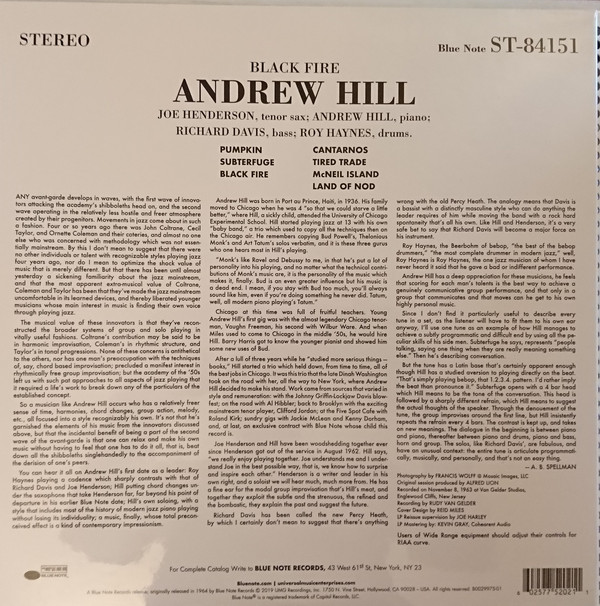 STEREO
Blue Note ST-84151
BLACK FIRE
ANDREW HILL
JOE HENDERSON, tenor sax; ANDREW HILL, piano;
RICHARD DAVIS, bass; ROY HAYNES, drums.
PUMPKIN
SUBTERFUGE
BLACK FIRE
CANTARNOS
TIRED TRADE
McNEIL ISLAND
LAND OF NOD
ANY avant-garde develops in waves, with the first wave of innova-
tors attacking the academy's shibboleths head on, and the second
wave operating in the relatively less hostile and freer atmosphere
created by their progenitors. Movements in jazz come about in such
a fashion. Four or so years ago there was John Coltrane, Cecil
Taylor, and Ornette Coleman and their coteries, and almost no one
else who was concerned with methodology which was not essen-
tially mainstream. By this I don't mean to suggest that there were
no other individuals or talent with recognizable styles playing jazz
four years ago, nor do I mean to optimize the shock value of
music that is merely different. But that there has been until almost
yesterday a sickening familiarity about the jazz mainstream,
and that the most apparent extra-musical value of Coltrane,
Coleman and Taylor has been that they've made the jazz mainstream
uncomfortable in its learned devices, and thereby liberated younger
musicians whose main interest is in finding their own voice
through playing jazz.
The musical value of these innovators is that they're recon-
structed the broader systems of group and solo playing in
vitally useful fashions. Coltrane's contribution may be said to be
in harmonic improvisation, Coleman's in rhythmic improvisation, and
Taylor's in tonal progressions. None of these concerns is antithetical
to the others, nor has one man's preoccupation with the techniques
of, say, chord based improvisation; precluded a manifest interest in
rhythmically free group improvisation; but the academy of the '50s
left us with such pat approaches to all aspects of jazz playing that
it required a life's work to break down any of the particulars of the
established concept.
So a musician like Andrew Hill occurs who has a relatively free
sense of time, harmonies, chord changes, group action, melody,
etc., all focused into a style recognizably his own. It's not that he's
garnished the elements of his music from the innovators discussed
above, but that the incidental benefit of being a part of the second
wave of the avant-garde is that one can relax and make his own
music without having to feel that one has to do it all, that is, beat
down all the shibboleths singlehandedly to the accompaniment of
the derision of one's peers.
You can hear it all on Andrew Hill's first date as a leader: Roy
Haynes playing a cadence which sharply contrasts with that of
Richard Davis and Joe Henderson; Hill putting chord changes un-
der the saxophone that take Henderson far, far beyond his point of
departure in his earlier Blue Note date; Hill's own soloing, with a
style that includes most of the history of modern jazz piano playing
without losing its individuality; a music, finally, whose total precon-
ceived effect is a kind of homogenic impressionism.
Andrew Hill was born in Port au Prince, Haiti, in 1936. His family
moved to Chicago when he was 4 "so that we could starve a little
better," where Hill, a sickly child, attended the University of Chicago
Experimental School. Hill started playing jazz at 13 with his own
"baby band," a trio which used to copy all the techniques then on
the Chicago air. He remembers copying Bud Powell's, Thelonious
Monk's and Art Tatum's solos verbatim, and it is these three gurus
who one hears most in Hill's playing.
"Monk's like Ravel and Debussy to me, in that he's put a lot of
personality into his playing, and no matter what the technical contri-
butions of Monk's music are, it is the personality of the music which
makes it, finally. Bud is an even greater influence but his music is
a dead end. I mean, if you stay with Bud too much, you'll always
sound like him, even if you're doing something he never did. Tatum,
well, all modern piano playing's Tatum."
Chicago at this time was full of fruitful teachers. Young
Andrew Hill's first gig was with the almost legendary Chicago tenor-
man, Vaughn Freeman, his second with Wilbur Ware. And when
Miles used to come to Chicago in the middle '50s, he would hire
Hill. Barry Harris got to know the younger pianist and showed him
some new uses of Bud.
After a full of three years while he "studied more serious things—
books," Hill started a trio which held down, from time to time, all of
the best jobs in Chicago. It was this trio that the late Dinah Washington
took on the road with her, all the way to New York, where Andrew
Hill decided to make his stand. Work came from sources that varied in
style and remuneration: with the Johnny Griffin-Lockjaw Davis blow-
fest; on the road with Al Hibbler; back to Brooklyn with the exciting
mainstream tenor player, Clifford Jordan; at the Five Spot Cafe with
Roland Kirk; sundry gigs with Jackie McLean and Kenny Dorham,
and, at last, an exclusive contract with Blue Note whose third this
record is.
Joe Henderson and Hill have been woodshedding together ever
since Henderson got out of the service in August 1962. Hill says,
"we really enjoy playing together. Joe understands me and I under-
stand Joe in the best possible way, that is, we know how to surprise
and inspire each other." Henderson is a writer and leader in his
own right, and a soloist we will hear much, much more from. He has
a fine ear for the modal group improvisation that's Hill's meat, and
together they exploit the subtle and the strenuous, the refined and
the bombastic, they explain the past and suggest the future.
Richard Davis has been called the new Percy Heath,
by which I certainly don't mean to suggest that there's anything
wrong with the old Percy Heath. The analogy means that Davis is
a bassist with a distinctly masculine style who can do anything the
leader requires of him while moving the band with a rock hard
spontaneity that's all his own. Like Hill and Henderson, it's a very
safe bet to say that Richard Davis will become a major force on
his instrument.
Roy Haynes, the Beerbohm of bebop, "the best of the bebop
drummers," "the most complete drummer in modern jazz," well,
Roy Haynes is Roy Haynes, the one jazz musician of whom I have
never heard it said that he gave a bad or indifferent performance.
Andrew Hill has a deep appreciation for these musicians, he feels
that scoring for each man's talents is the best way to achieve a
genuinely communicative group performance, and that only in a
group that communicates and that moves can he get to his own
highly personal music.
Since I don't find it particularly useful to describe every
tune in a set, as the listener will have to fit them to his own ear
anyway, I'll use one tune as an example of how Hill manages to
achieve a subtle programmatic and difficult end by using all the pe-
culiar skills of his side men. Subterfuge he says, represents "people
talking, saying one thing when they are really meaning something
else." Then he's describing conversation.
But the tune has a Latin base that's certainly apparent enough
though Hill has a studied aversion to playing directly on the beat.
"That's simply playing bebop, that 1.2.3.4. pattern. I'd rather imply
the beat than pronounce it." Subterfuge opens with a 4 bar head
which Hill means to be the tone of the conversation. This head is
followed by a sharply different refrain, which Hill means to suggest
the actual thoughts of the speaker. Through the denouement of
the tune, the group improvises around the first line, but Hill insistently
repeats the refrain every 4 bars. The contrast is kept up, and takes
on new meanings. The dialogue in the beginning is between piano
and piano, thereafter between piano and drums, piano and bass,
horn and group. The solos, like Richard Davis', are fabulous, and
have an unusual context: the entire tune is articulate programmati-
cally, musically, and personally, and that's not an easy thing.
— A. B. SPELLMAN
Photography by FRANCIS WOLFF © Mosaic Images, LLC
Original session produced by ALFRED LION
Recorded on November 8, 1963 at Van Gelder Studios,
Englewood Cliffs, New Jersey
Recording by RUDY VAN GELDER
Cover Design by REID MILES
LP Reissue supervision by JOE HARLEY
LP Mastering by: KEVIN GRAY, Cohearent Audio
Users of Wide Range equipment should adjust their controls for
RIAA curve.
For Complete Catalog Write to BLUE NOTE RECORDS, 43 West 61st St., New York, NY 23
Bluenote.com | universalmusicenterprises.com
A Blue Note Records release; originally released in 1964 by Blue Note Records © 2019 UMG Recordings, Inc. 1750 N. Vine Street, Hollywood, CA 90028 – USA. All Rights Reserved.
Blue Note® is a registered trademark of Capitol Records, LLC.